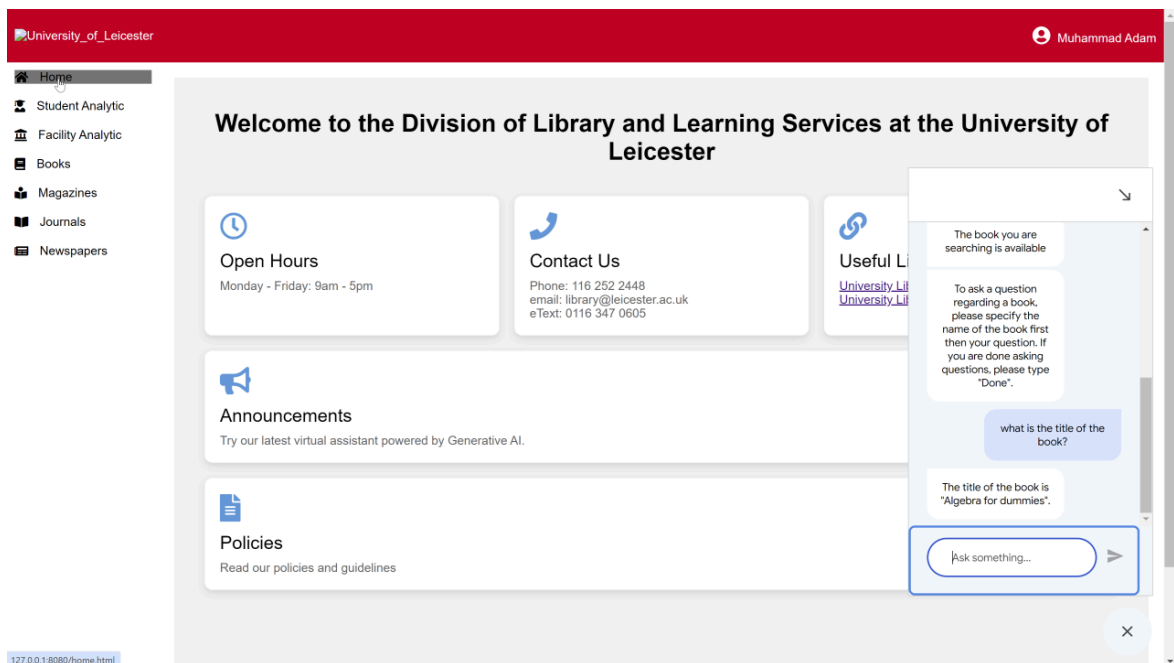 University_of_Leicester
Muhammad Adam
Home
Student Analytic
Facility Analytic
Books
Magazines
Journals
Newspapers
Welcome to the Division of Library and Learning Services at the University of
Leicester
Open Hours
Monday - Friday: 9am - 5pm
Contact Us
Phone: 116 252 2448
email: library@leicester.ac.uk
eText: 0116 347 0605
Useful Li
University Lib
University Lib
Announcements
Try our latest virtual assistant powered by Generative AI.
Policies
Read our policies and guidelines
The book you are
searching is available
To ask a question
regarding a book,
please specify the
name of the book first
then your question. If
you are done asking
questions, please type
"Done".
what is the title of the
book?
The title of the book is
"Algebra for dummies".
Ask something...
127.0.0.1:8080/home.html